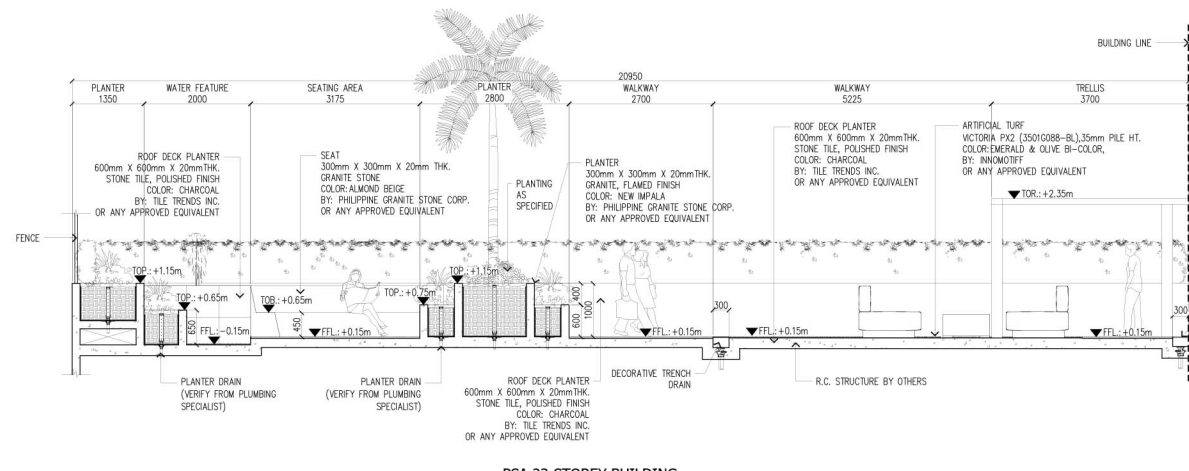 BUILDING LINE
20950
PLANTER
1350
WATER FEATURE
2000
SEATING AREA
3175
PLANTER
2800
WALKWAY
2700
WALKWAY
5225
TRELLIS
3700
ROOF DECK PLANTER
600mm X 600mm X 20mmTHK.
STONE TILE, POLISHED FINISH
COLOR: CHARCOAL
BY: TILE TRENDS INC.
OR ANY APPROVED EQUIVALENT
SEAT
300mm X 300mm X 20mm THK.
GRANITE STONE
COLOR: ALMOND BEIGE
BY: PHILIPPINE GRANITE STONE CORP.
OR ANY APPROVED EQUIVALENT
PLANTING
AS
SPECIFIED
PLANTER
300mm X 300mm X 20mmTHK.
GRANITE, FLAMED FINISH
COLOR: NEW IMPALA
BY: PHILIPPINE GRANITE STONE CORP.
OR ANY APPROVED EQUIVALENT
ROOF DECK PLANTER
600mm X 600mm X 20mmTHK.
STONE TILE, POLISHED FINISH
COLOR: CHARCOAL
BY: TILE TRENDS INC.
OR ANY APPROVED EQUIVALENT
ARTIFICIAL TURF
VICTORIA PX2 (3501G088-BL),35mm PILE HT.
COLOR:EMERALD & OLIVE BI-COLOR,
BY: INNOMOTIFF
OR ANY APPROVED EQUIVALENT
TOR.: +2.35m
FENCE
TOP.: +1.15m
TOP.: +0.65m
TOB.: +0.65m
TOP.: +0.75m
TOP.: +1.15m
650
450
400
600
1000
300
300
FFL.: -0.15m
FFL.: +0.15m
FFL.: +0.15m
FFL.: +0.15m
FFL.: +0.15m
PLANTER DRAIN
(VERIFY FROM PLUMBING
SPECIALIST)
PLANTER DRAIN
(VERIFY FROM PLUMBING
SPECIALIST)
ROOF DECK PLANTER
600mm X 600mm X 20mmTHK.
STONE TILE, POLISHED FINISH
COLOR: CHARCOAL
BY: TILE TRENDS INC.
OR ANY APPROVED EQUIVALENT
DECORATIVE TRENCH
DRAIN
R.C. STRUCTURE BY OTHERS